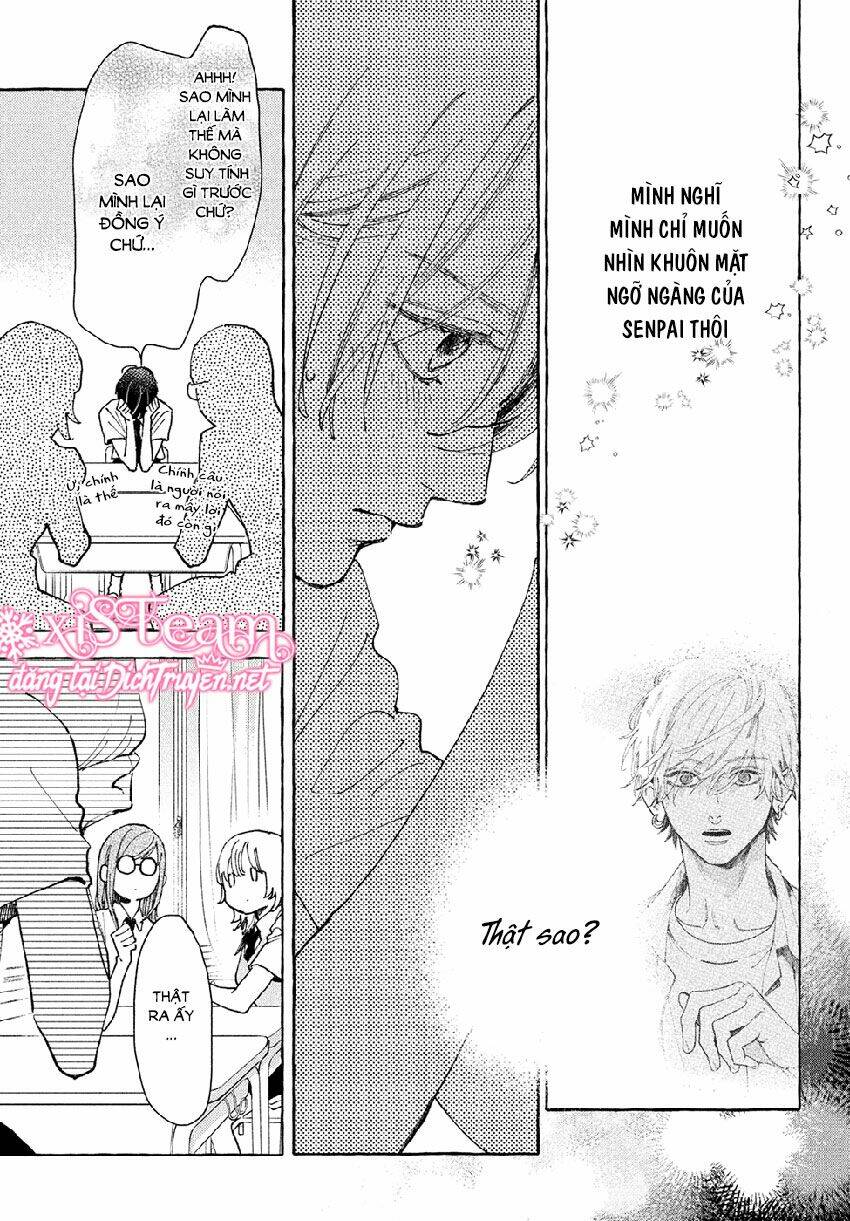 MÌNH NGHĨ
MÌNH CHỈ MUỐN
NHÌN KHUÔN MẶT
NGỠ NGÀNG CỦA
SENPAI THÔI
Thật sao?
AHHH!
SAO MÌNH
LẠI LÀM
THẾ MÀ
KHÔNG
SUY TÍNH
GÌ TRƯỚC
CHỨ?
SAO
MÌNH LẠI
ĐỒNG Ý
CHỨ...
Chính cậu
là người nói
ra mấy lời
đó còn gì
Ừ, chính
là thế
xisTeam
đăng tại DichTruyen.net
THẬT
RA ẤY
...